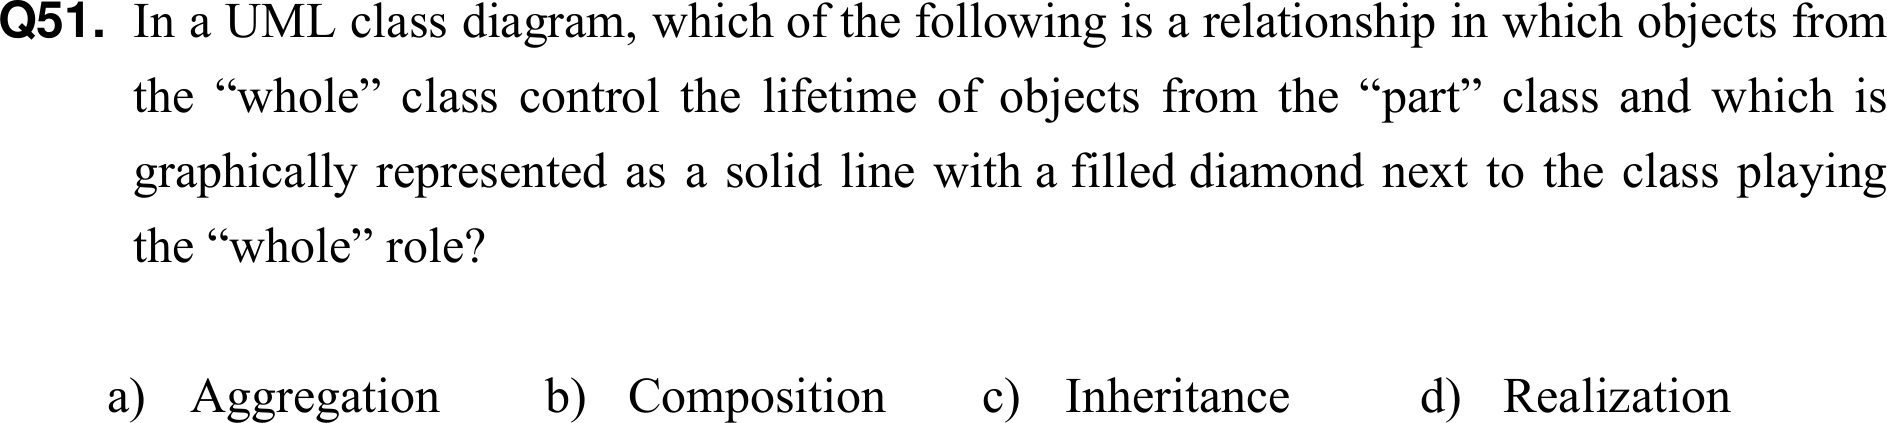 Q51. In a UML class diagram, which of the following is a relationship in which objects from
the “whole” class control the lifetime of objects from the “part” class and which is
graphically represented as a solid line with a filled diamond next to the class playing
the “whole” role?
a) Aggregation b) Composition c) Inheritance d) Realization